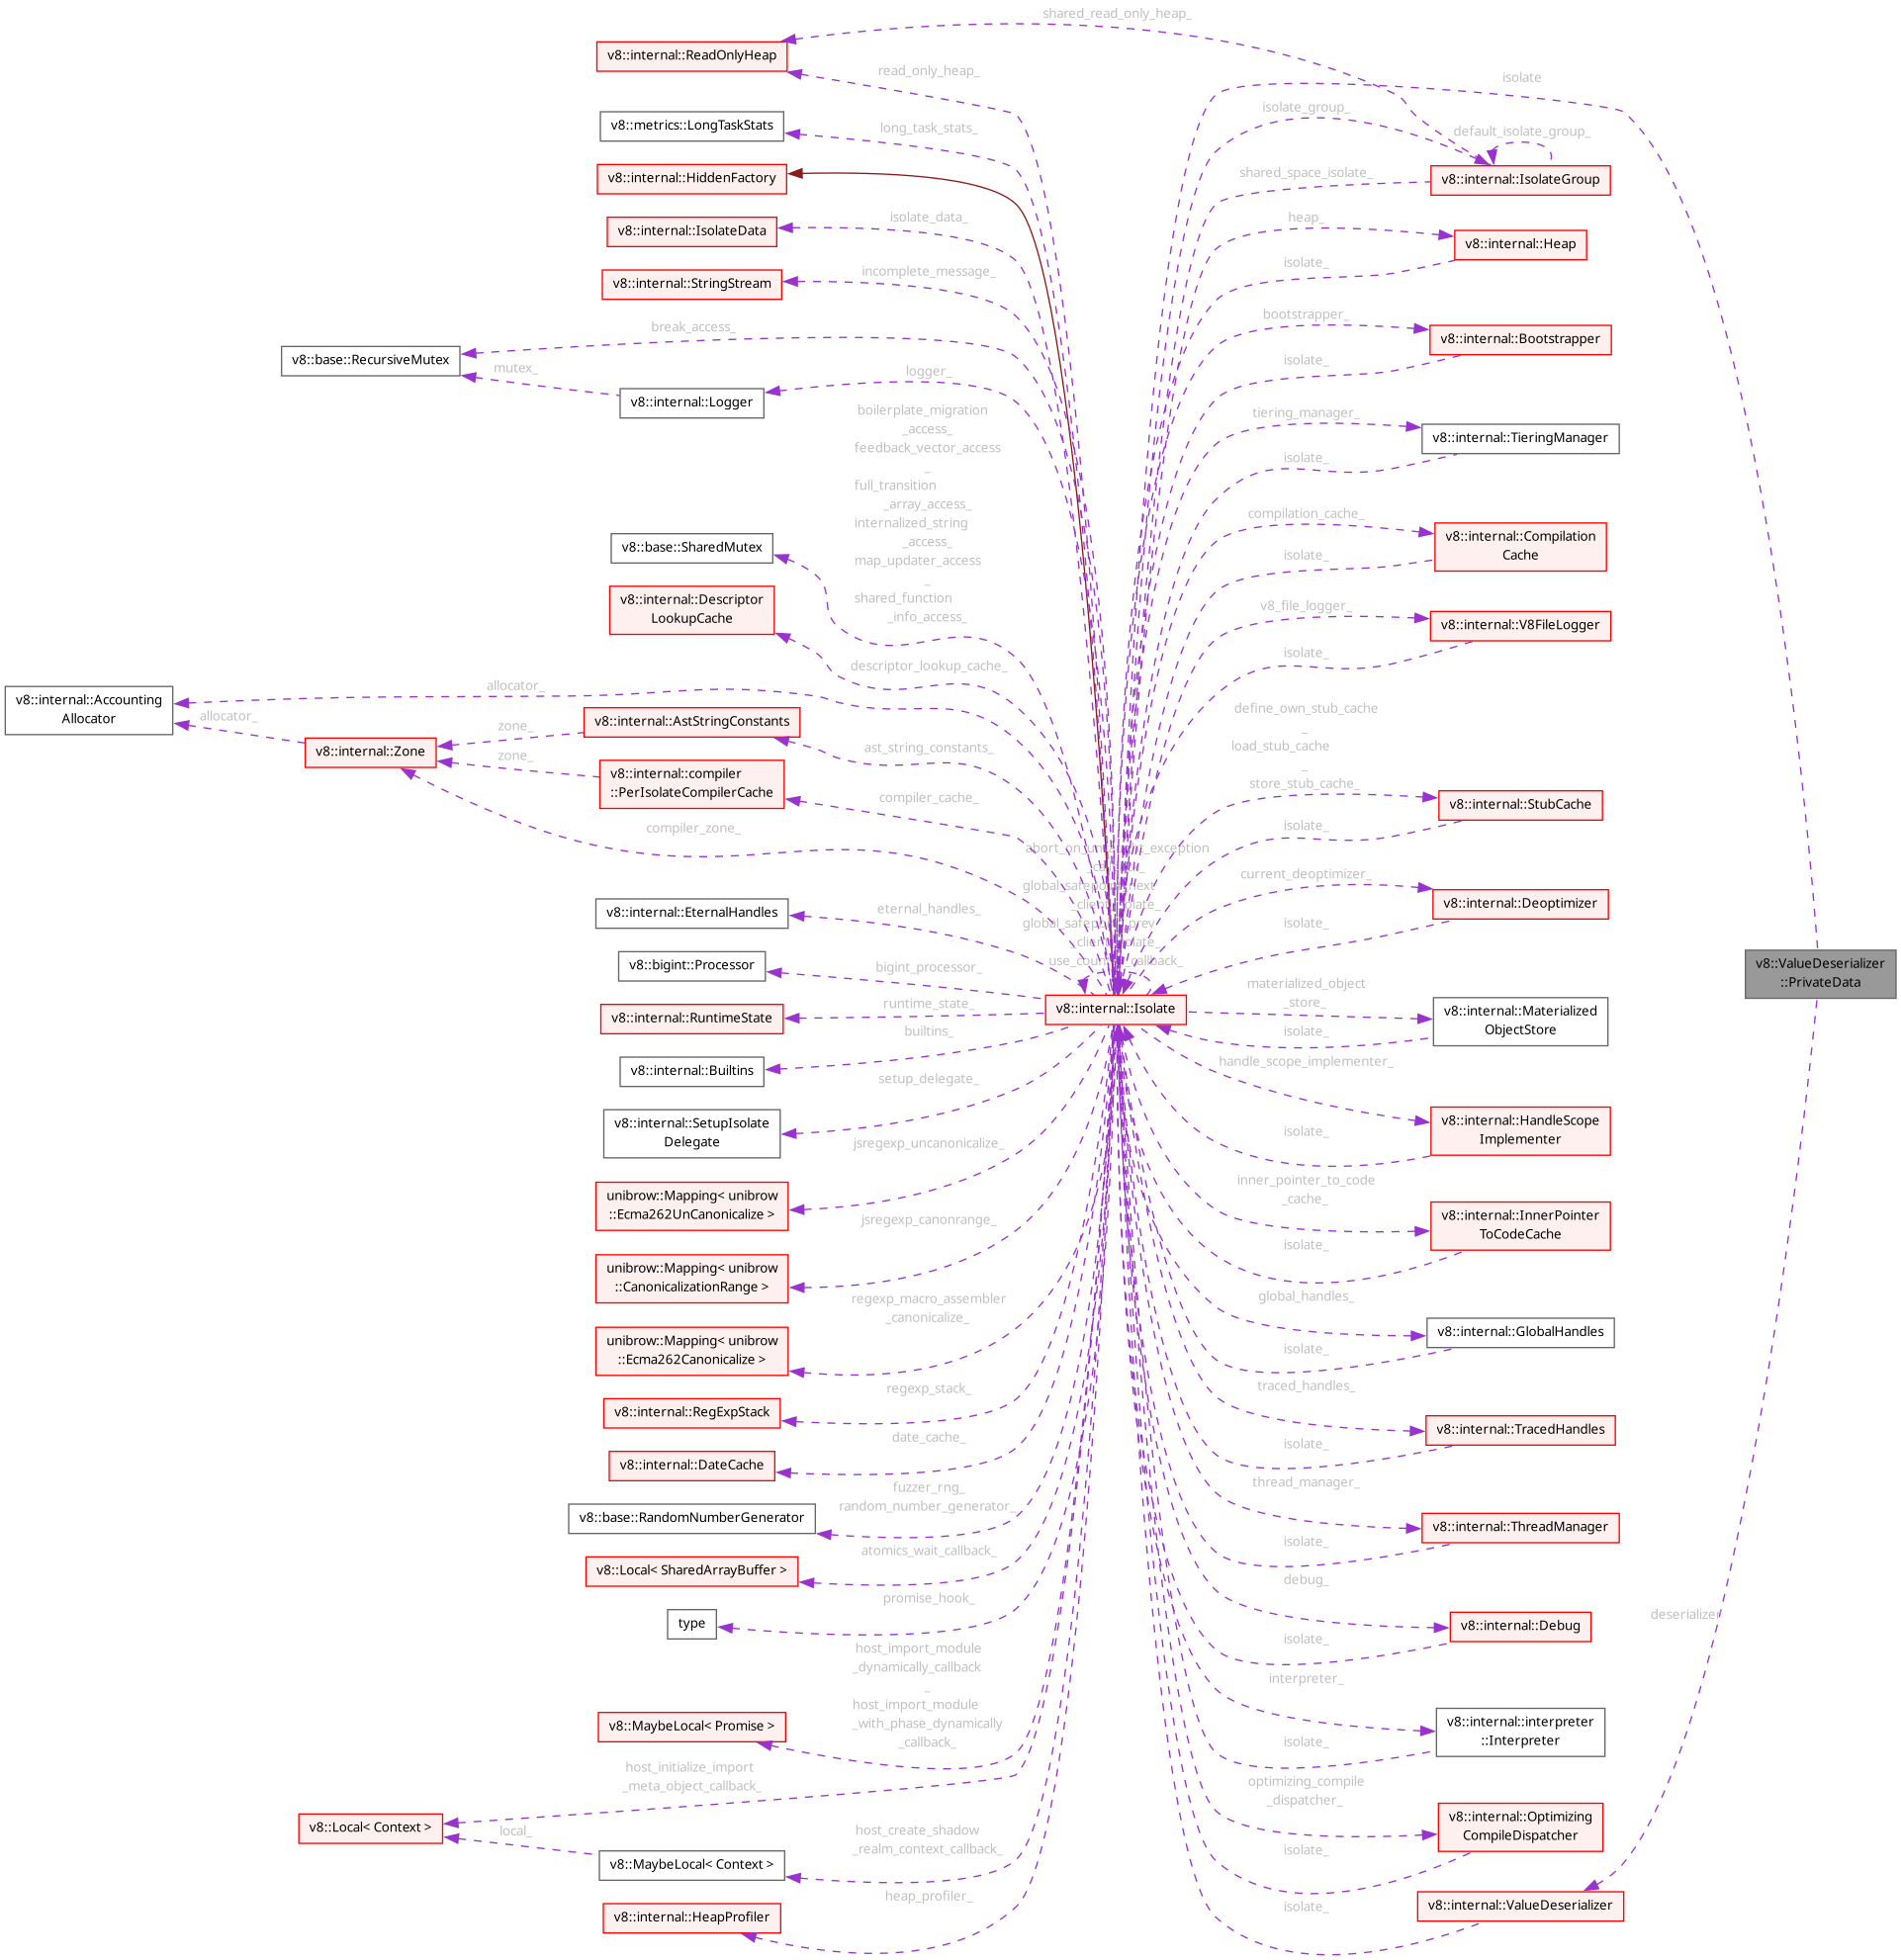 shared_read_only_heap_
v8::internal::ReadOnlyHeap
read_only_heap_
isolate
isolate_group_
v8::metrics::LongTaskStats
long_task_stats_
default_isolate_group_
v8::internal::HiddenFactory
shared_space_isolate_
v8::internal::IsolateGroup
v8::internal::IsolateData
isolate_data_
heap_
v8::internal::Heap
v8::internal::StringStream
incomplete_message_
isolate_
break_access_
bootstrapper_
v8::internal::Bootstrapper
v8::base::RecursiveMutex
mutex_
isolate_
v8::internal::Logger
logger_
boilerplate_migration
_access_
feedback_vector_access
_
full_transition
_array_access_
internalized_string
_access_
map_updater_access
_
shared_function
_info_access_
tiering_manager_
v8::internal::TieringManager
isolate_
compilation_cache_
v8::internal::Compilation
Cache
isolate_
v8::base::SharedMutex
v8::internal::Descriptor
LookupCache
descriptor_lookup_cache_
v8_file_logger_
v8::internal::V8FileLogger
isolate_
v8::internal::Accounting
Allocator
allocator_
allocator_
v8::internal::Zone
zone_
zone_
v8::internal::AstStringConstants
ast_string_constants_
v8::internal::compiler
::PerIsolateCompilerCache
compiler_cache_
compiler_zone_
define_own_stub_cache
_
load_stub_cache
_
store_stub_cache_
v8::internal::StubCache
isolate_
global_safepoint_next
_client_isolate_
global_safepoint_prev
_client_isolate_
v8::internal::EternalHandles
eternal_handles_
current_deoptimizer_
v8::internal::Deoptimizer
isolate_
v8::bigint::Processor
bigint_processor_
v8::ValueDeserializer
::PrivateData
v8::internal::RuntimeState
runtime_state_
v8::internal::Isolate
materialized_object
_store_
v8::internal::Materialized
ObjectStore
isolate_
v8::internal::Builtins
builtins_
setup_delegate_
handle_scope_implementer_
v8::internal::SetupIsolate
Delegate
v8::internal::HandleScope
Implementer
isolate_
jsregexp_uncanonicalize_
unibrow::Mapping< unibrow
::Ecma262UnCanonicalize >
inner_pointer_to_code
_cache_
v8::internal::InnerPointer
ToCodeCache
isolate_
jsregexp_canonrange_
unibrow::Mapping< unibrow
::CanonicalizationRange >
global_handles_
v8::internal::GlobalHandles
isolate_
regexp_macro_assembler
_canonicalize_
unibrow::Mapping< unibrow
::Ecma262Canonicalize >
regexp_stack_
v8::internal::RegExpStack
traced_handles_
v8::internal::TracedHandles
isolate_
date_cache_
v8::internal::DateCache
thread_manager_
v8::internal::ThreadManager
isolate_
fuzzer_rng_
random_number_generator_
v8::base::RandomNumberGenerator
atomics_wait_callback_
v8::Local< SharedArrayBuffer >
debug_
v8::internal::Debug
isolate_
promise_hook_
type
deserializer
host_import_module
_dynamically_callback
_
host_import_module
_with_phase_dynamically
_callback_
v8::MaybeLocal< Promise >
interpreter_
v8::internal::interpreter
::Interpreter
isolate_
host_initialize_import
_meta_object_callback_
optimizing_compile
_dispatcher_
v8::internal::Optimizing
CompileDispatcher
isolate_
v8::Local< Context >
local_
v8::MaybeLocal< Context >
host_create_shadow
_realm_context_callback_
heap_profiler_
v8::internal::HeapProfiler
v8::internal::ValueDeserializer
isolate_